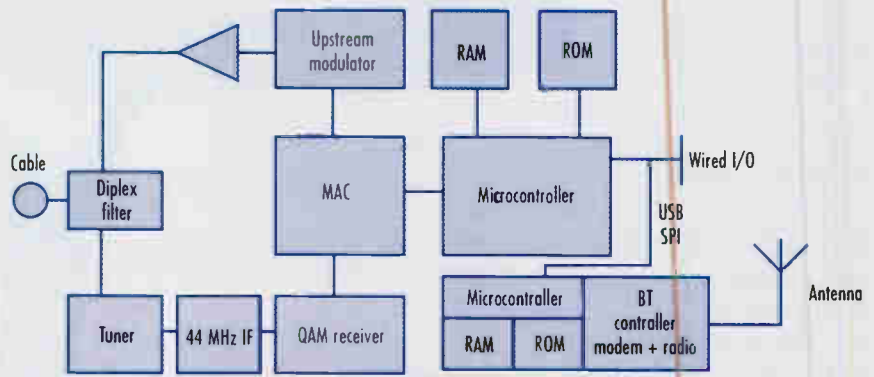 Upstream
modulator
RAM
ROM
Cable
Diplex
filter
MAC
Microcontroller
Wired I/O
USB
SPI
Tuner
44 MHz IF
QAM receiver
Microcontroller
RAM
ROM
BT
controller
modem + radio
Antenna